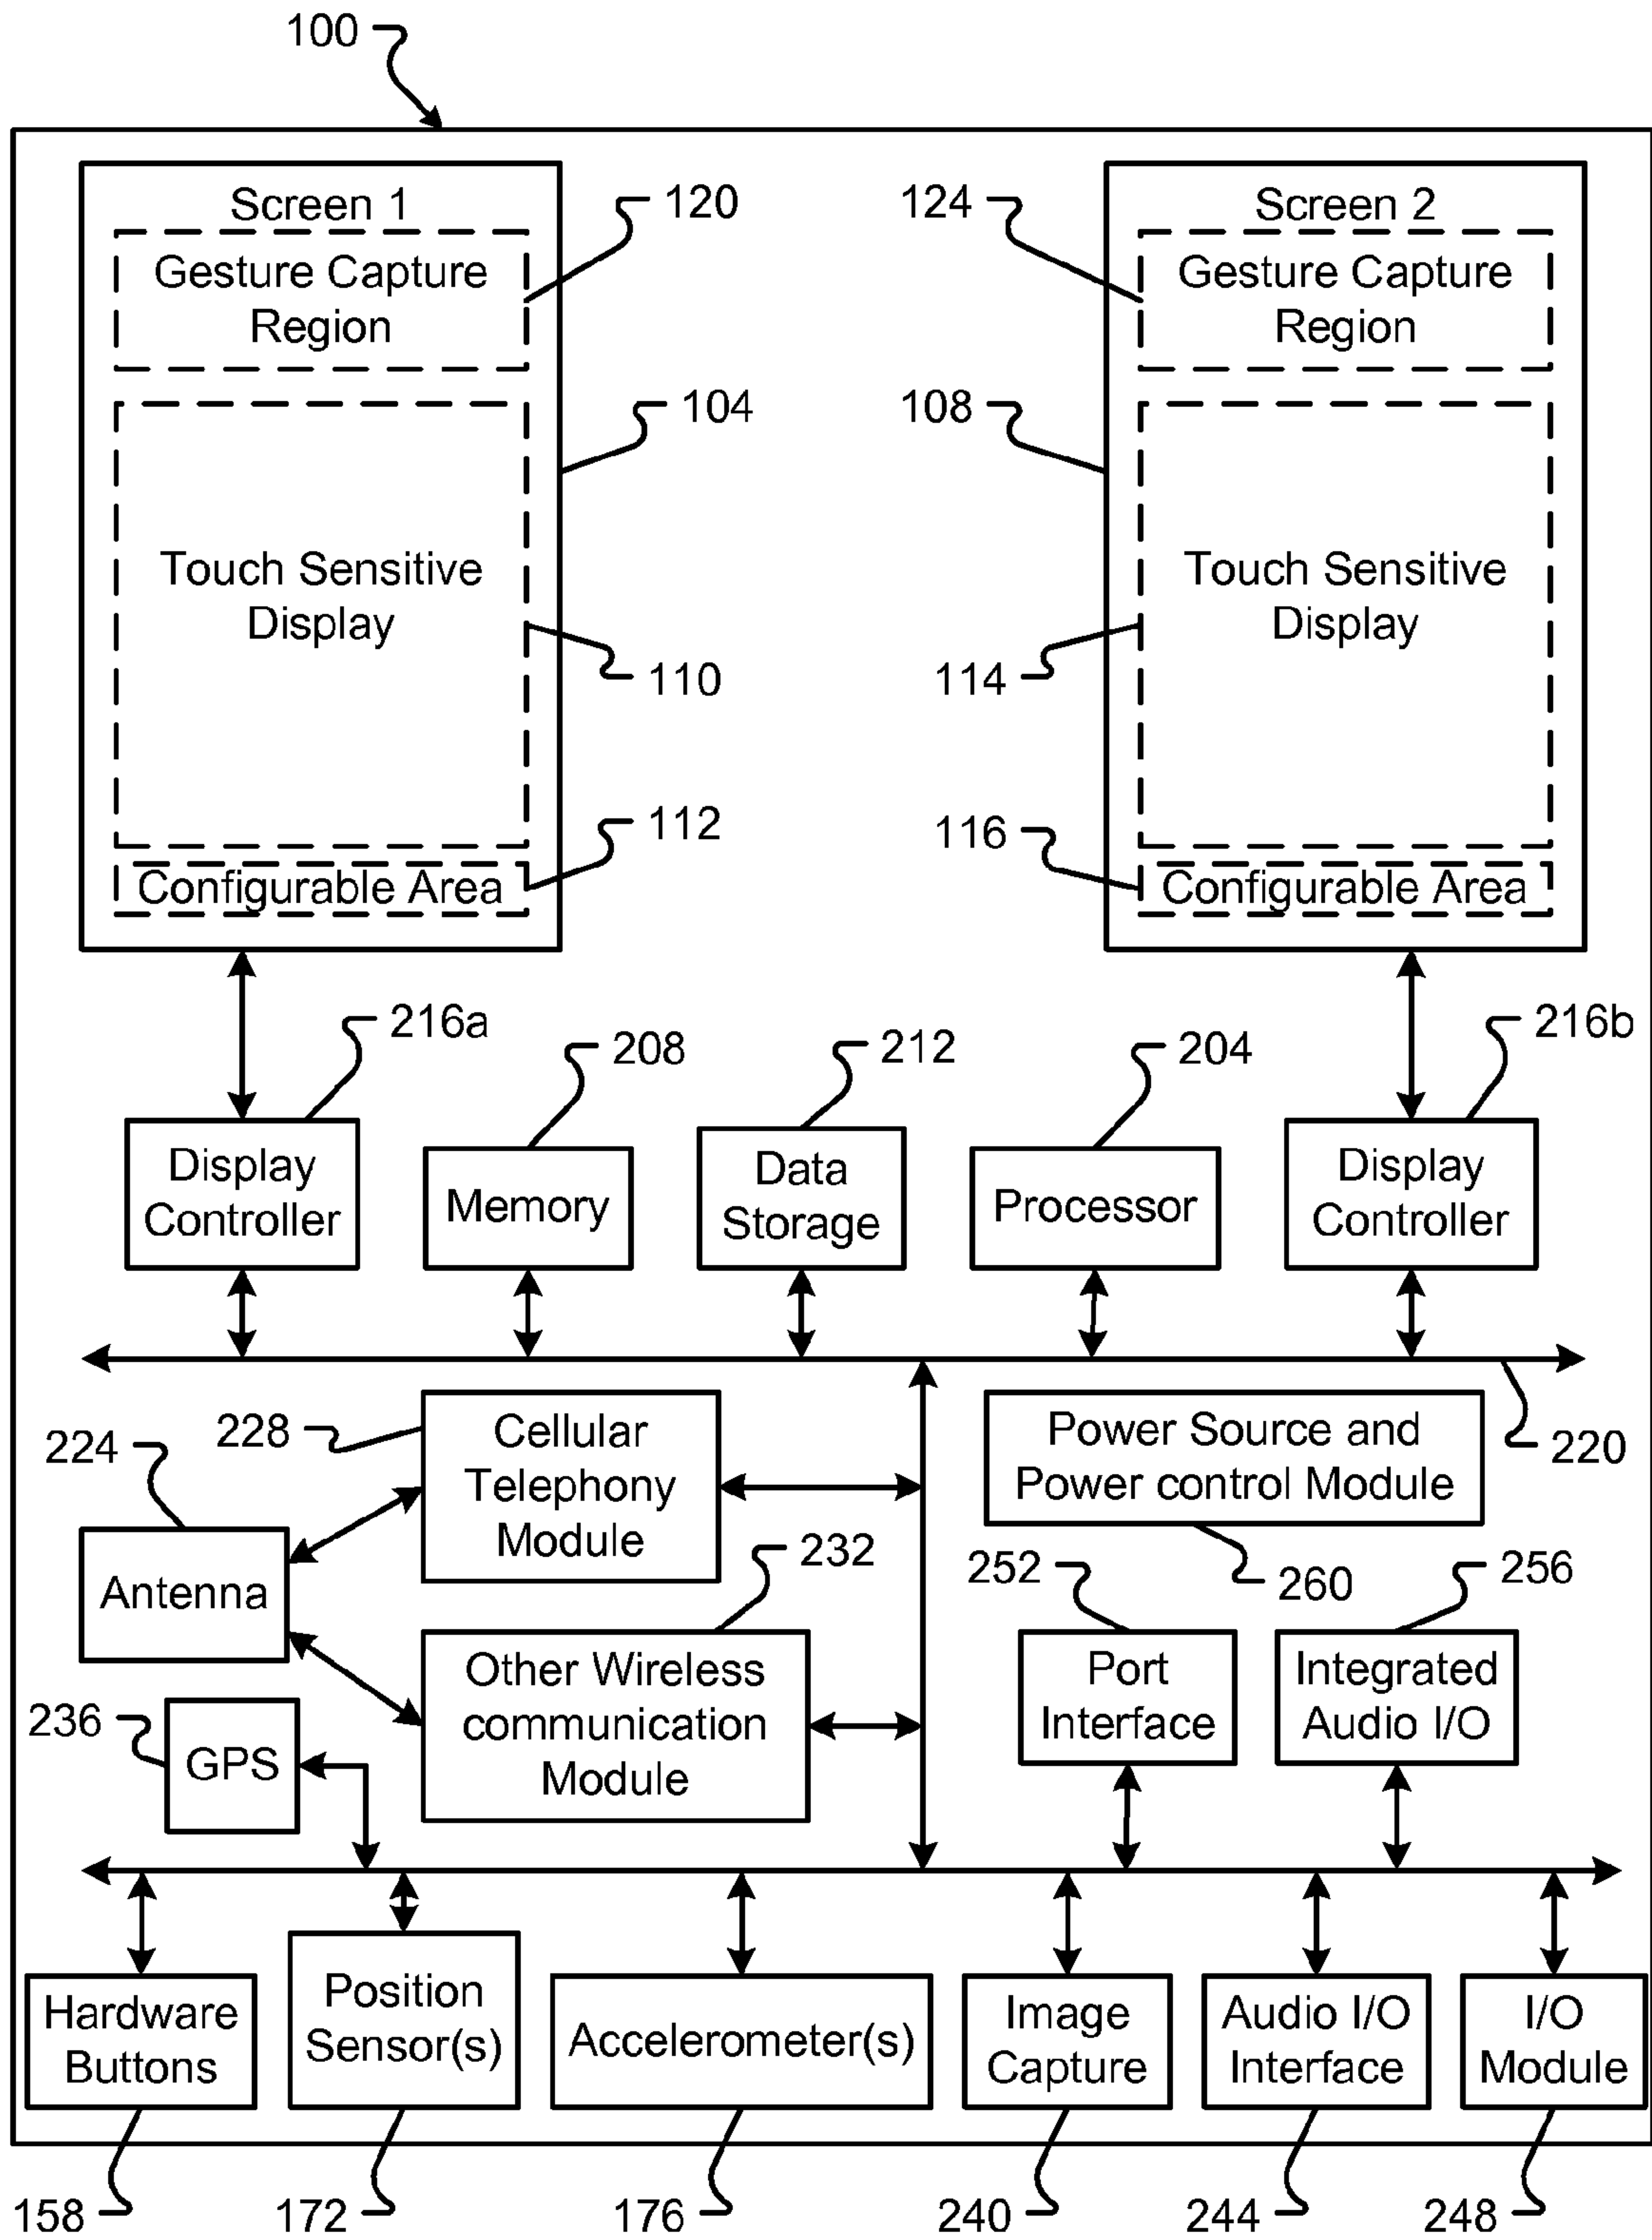 100
Screen 1
Gesture Capture
Region
120
Touch Sensitive
Display
104
110
Configurable Area
112
124
Screen 2
Gesture Capture
Region
108
Touch Sensitive
Display
114
116
Configurable Area
216a
208
212
204
216b
Display
Controller
Memory
Data
Storage
Processor
Display
Controller
220
224
228
Cellular
Telephony
Module
Power Source and
Power control Module
260
Antenna
232
Other Wireless
communication
Module
252
Port
Interface
256
Integrated
Audio I/O
236
GPS
Hardware
Buttons
Position
Sensor(s)
Accelerometer(s)
Image
Capture
Audio I/O
Interface
I/O
Module
158
172
176
240
244
248